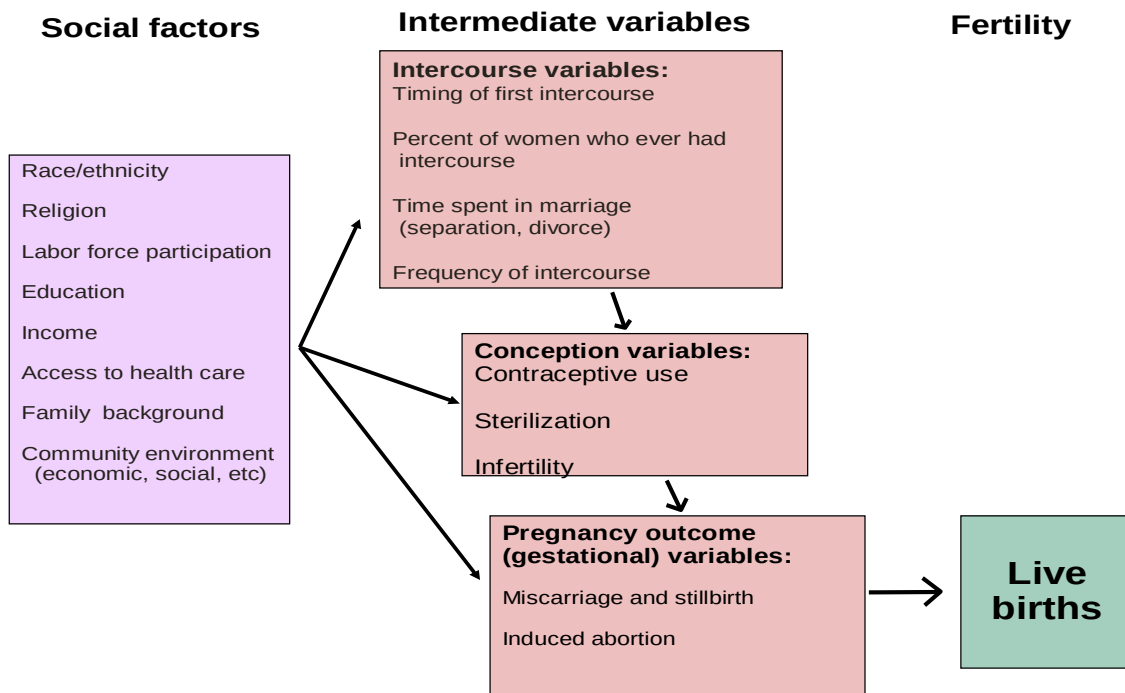 Social factors
Intermediate variables
Fertility
Race/ethnicity
Religion
Labor force participation
Education
Income
Access to health care
Family  background
Community environment
(economic, social, etc)
Intercourse variables:
Timing of first intercourse
Percent of women who ever had
intercourse
Time spent in marriage
(separation, divorce)
Frequency of intercourse
Conception variables:
Contraceptive use
Sterilization
Infertility
Pregnancy outcome
(gestational) variables:
Miscarriage and stillbirth
Induced abortion
Live
births